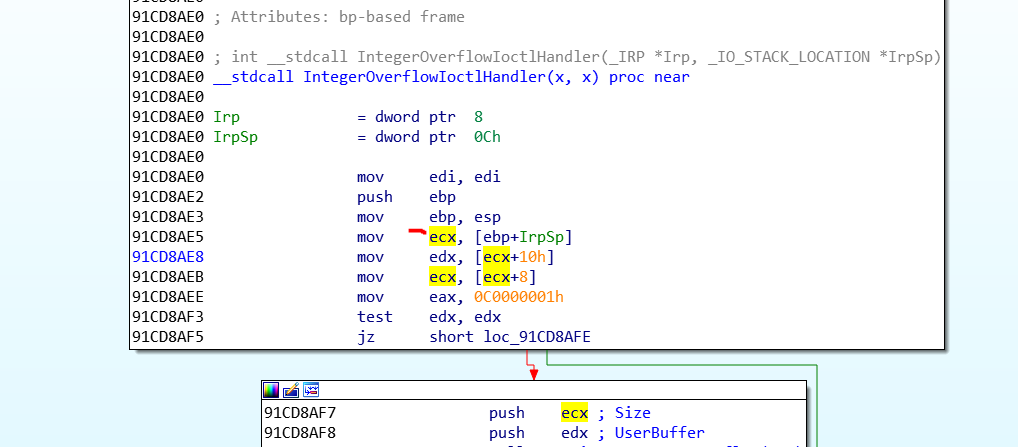 91CD8AE0 ; Attributes: bp-based frame
91CD8AE0
91CD8AE0 ; int __stdcall IntegerOverflowIoctlHandler(_IRP *Irp, _IO_STACK_LOCATION *IrpSp)
91CD8AE0 __stdcall IntegerOverflowIoctlHandler(x, x) proc near
91CD8AE0
91CD8AE0 Irp = dword ptr 8
91CD8AE0 IrpSp = dword ptr 0Ch
91CD8AE0
91CD8AE0 mov edi, edi
91CD8AE2 push ebp
91CD8AE3 mov ebp, esp
91CD8AE5 mov ecx, [ebp+IrpSp]
91CD8AE8 mov edx, [ecx+10h]
91CD8AEB mov ecx, [ecx+8]
91CD8AEE mov eax, 0C0000001h
91CD8AF3 test edx, edx
91CD8AF5 jz short loc_91CD8AFE
91CD8AF7 push ecx ; Size
91CD8AF8 push edx ; UserBuffer